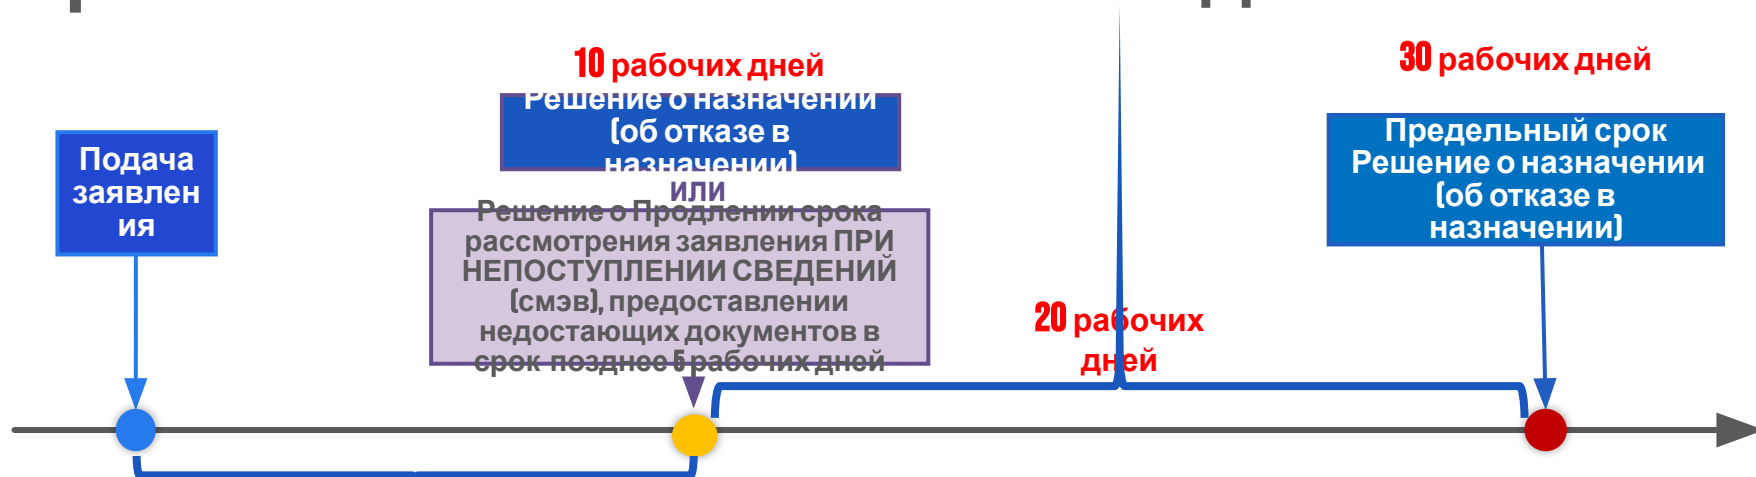 10 рабочих дней
30 рабочих дней
Подача
заявлен
ия
Решение о назначении
(об отказе в
назначении)
или
Решение о Продлении срока
рассмотрения заявления ПРИ
НЕПОСТУПЛЕНИИ СВЕДЕНИЙ
(смэв), предоставлении
недостающих документов в
срок позднее 5 рабочих дней
20 рабочих
дней
Предельный срок
Решение о назначении
(об отказе в
назначении)